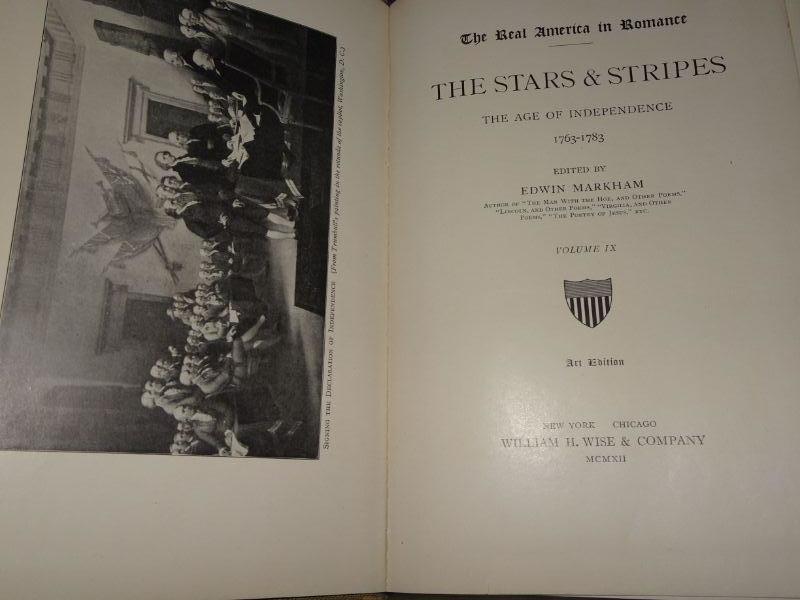 SIGNING THE DECLARATION OF INDEPENDENCE (From Trumbull's painting in the rotunda of the capitol, Washington, D. C.)
The Real America in Romance
THE STARS & STRIPES
THE AGE OF INDEPENDENCE
1763-1783
EDITED BY
EDWIN MARKHAM
AUTHOR OF "THE MAN WITH THE HOE, AND OTHER POEMS,"
"LINCOLN, AND OTHER POEMS," "VIRGILIA, AND OTHER
POEMS," "THE POETRY OF JESUS," ETC.
VOLUME IX
Art Edition
NEW YORK CHICAGO
WILLIAM H. WISE & COMPANY
MCMXII